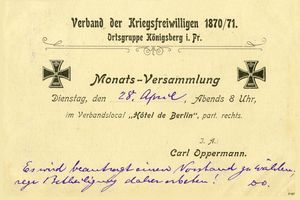 Verband der Kriegsfreiwilligen 1870/71.
Ortsgruppe Königsberg i. Pr.
Monats-Versammlung
Dienstag, den 28. April, Abends 8 Uhr,
im Verbandslocal „Hôtel de Berlin“, part. rechts.
I. A.:
Carl Oppermann.
Es wird beantragt einen Vorstand zu wählen.
rege Betheiligung daher erbeten!